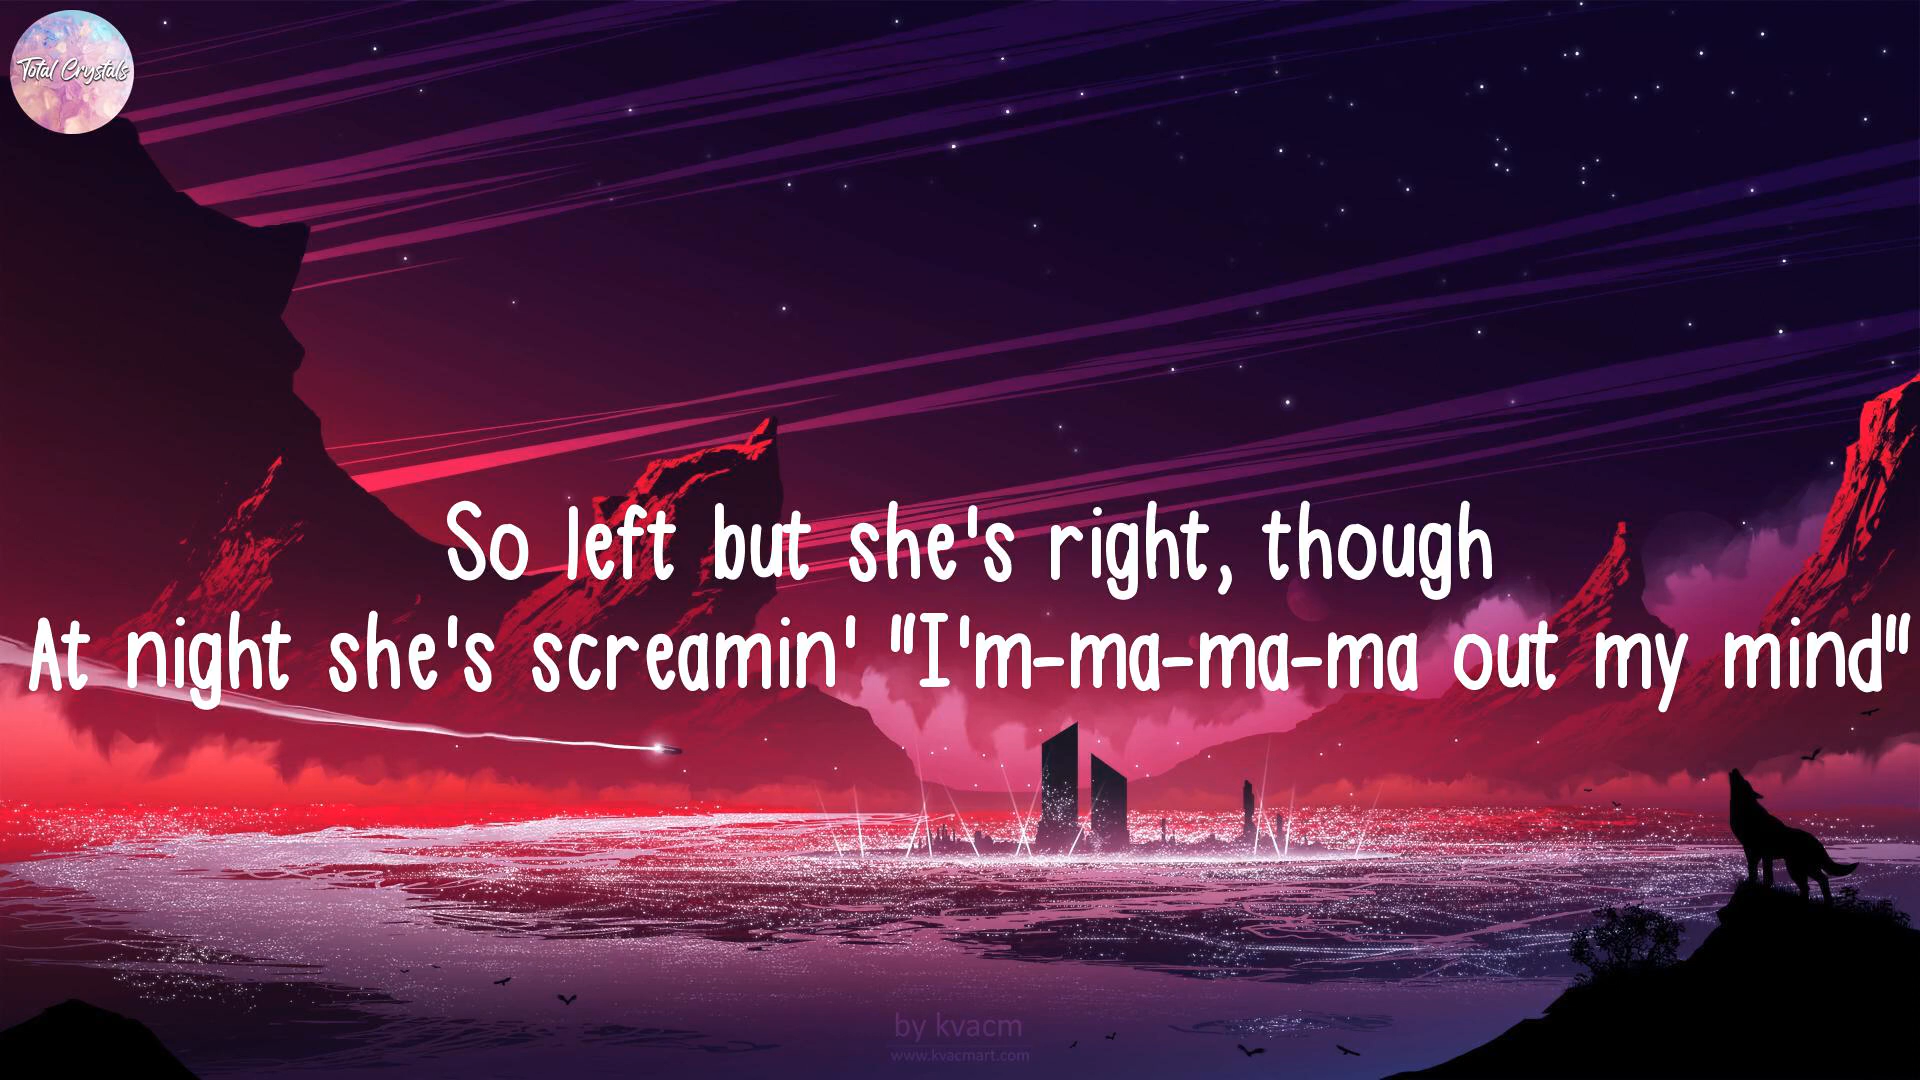 Total Crystals
So left but she's right, though
At night she's screamin' "I'm-ma-ma-ma out my mind"
by kvacm
www.kvacmart.com